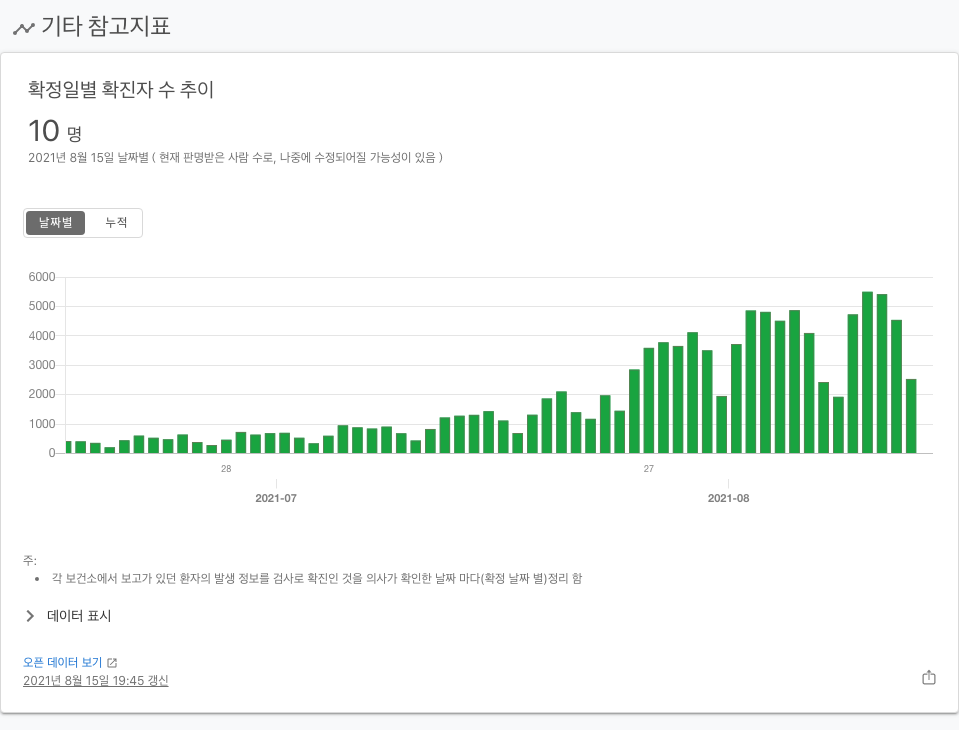 기타 참고지표
확정일별 확진자 수 추이
10 명
2021년 8월 15일 날짜별 ( 현재 판명받은 사람 수로, 나중에 수정되어질 가능성이 있음 )
날짜별 누적
6000
5000
4000
3000
2000
1000
0
28 27
2021-07 2021-08
주:
• 각 보건소에서 보고가 있던 환자의 발생 정보를 검사로 확진인 것을 의사가 확인한 날짜 마다(확정 날짜 별)정리 함
데이터 표시
오픈 데이터 보기
2021년 8월 15일 19:45 갱신